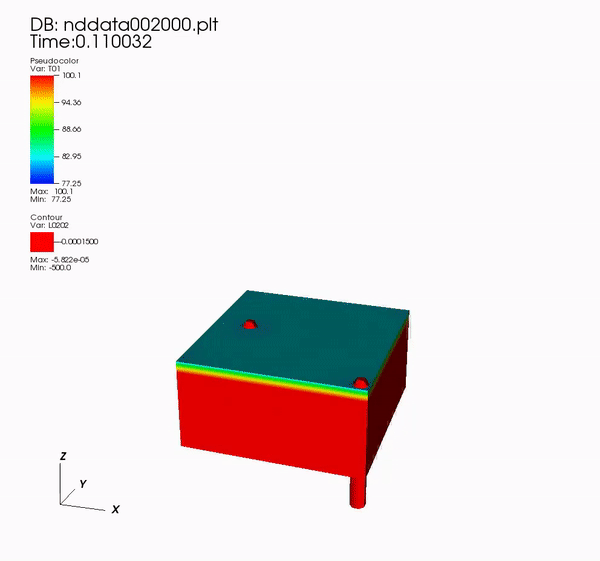 DB: nddata002000.plt
Time:0.110032
Pseudocolor
Var: T01
100.1
94.36
88.66
82.95
77.25
Max: 100.1
Min: 77.25
Contour
Var: L0202
-0.0001500
Max: -5.822e-05
Min: -500.0
Z
Y
X